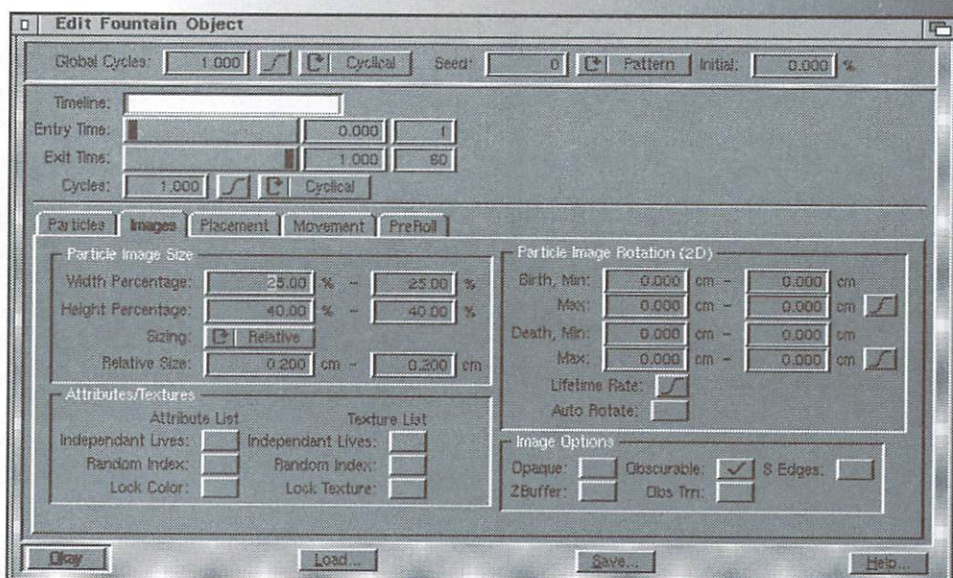 Edit Fountain Object
Global Cycles: 1.000 Cyclical Seed: 0 Pattern Initial: 0.000 %
Timeline:
Entry Time: 0.000 1
Exit Time: 1.000 60
Cycles: 1.000 Cyclical
Particles Images Placement Movement PreRoll
Particle Image Size
Width Percentage: 25.00 % - 25.00 %
Height Percentage: 40.00 % - 40.00 %
Sizing: Relative
Relative Size: 0.200 cm - 0.200 cm
Attributes/Textures
Attribute List Texture List
Independant Lives: Independant Lives:
Random Index: Random Index:
Lock Color: Lock Texture:
Particle Image Rotation (2D)
Birth, Min: 0.000 cm - 0.000 cm
Max: 0.000 cm - 0.000 cm
Death, Min: 0.000 cm - 0.000 cm
Max: 0.000 cm - 0.000 cm
Lifetime Rate:
Auto Rotate:
Image Options
Opaque: Obscurable: S Edges:
ZBuffer: Obs Trn:
Okay Load... Save... Help...